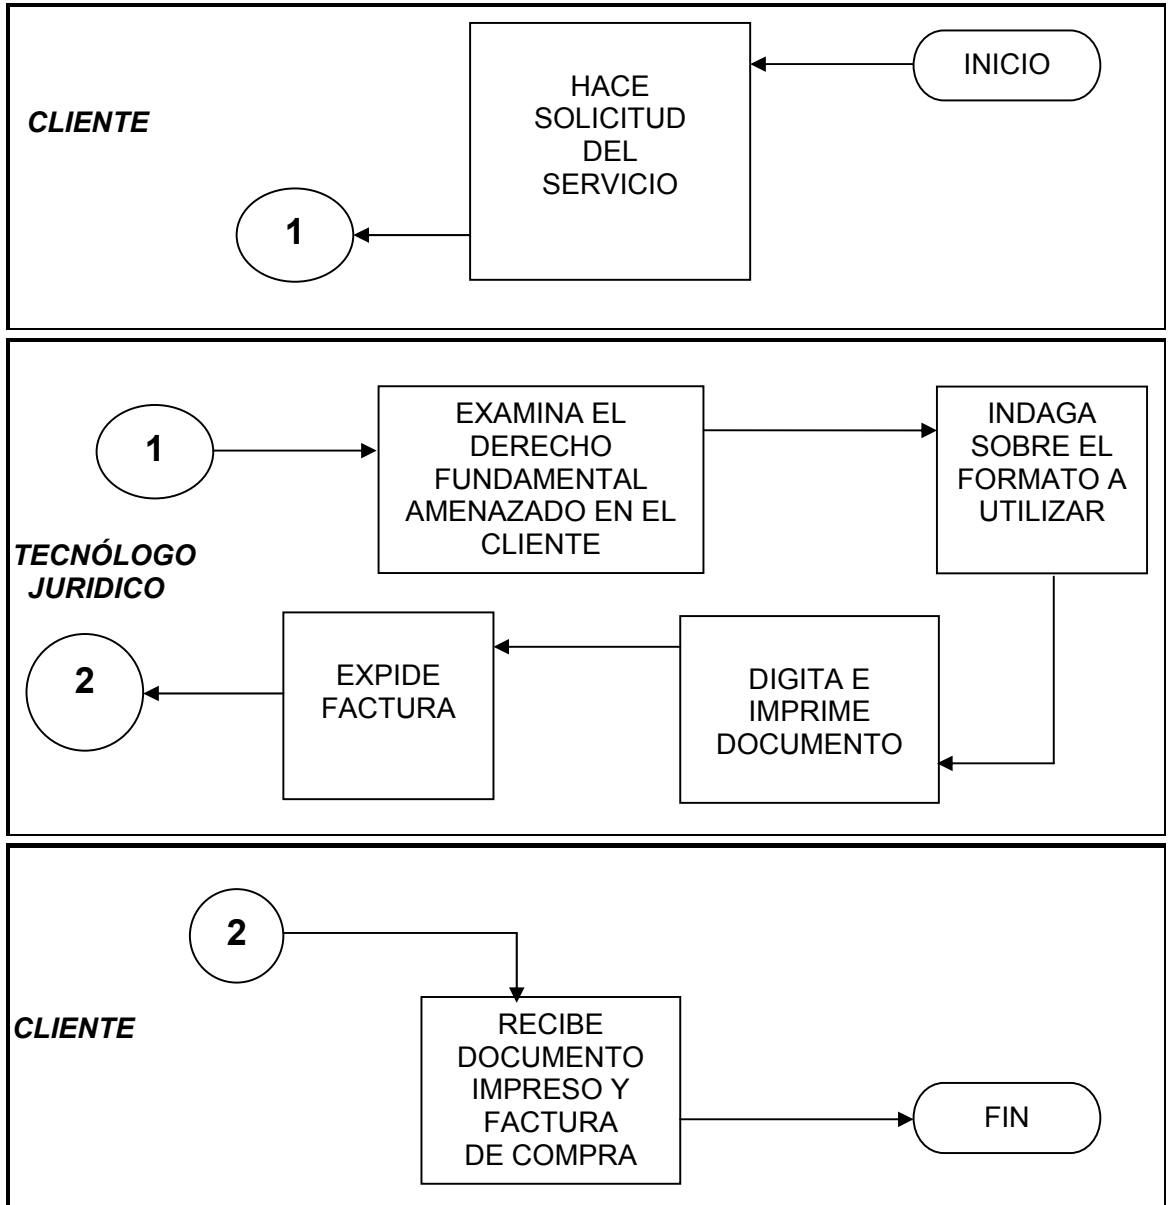 CLIENTE
INICIO
HACE
SOLICITUD
DEL
SERVICIO
1
TECNÓLOGO
JURIDICO
1
EXAMINA EL
DERECHO
FUNDAMENTAL
AMENAZADO EN EL
CLIENTE
INDAGA
SOBRE EL
FORMATO A
UTILIZAR
DIGITA E
IMPRIME
DOCUMENTO
EXPIDE
FACTURA
2
CLIENTE
2
RECIBE
DOCUMENTO
IMPRESO Y
FACTURA
DE COMPRA
FIN